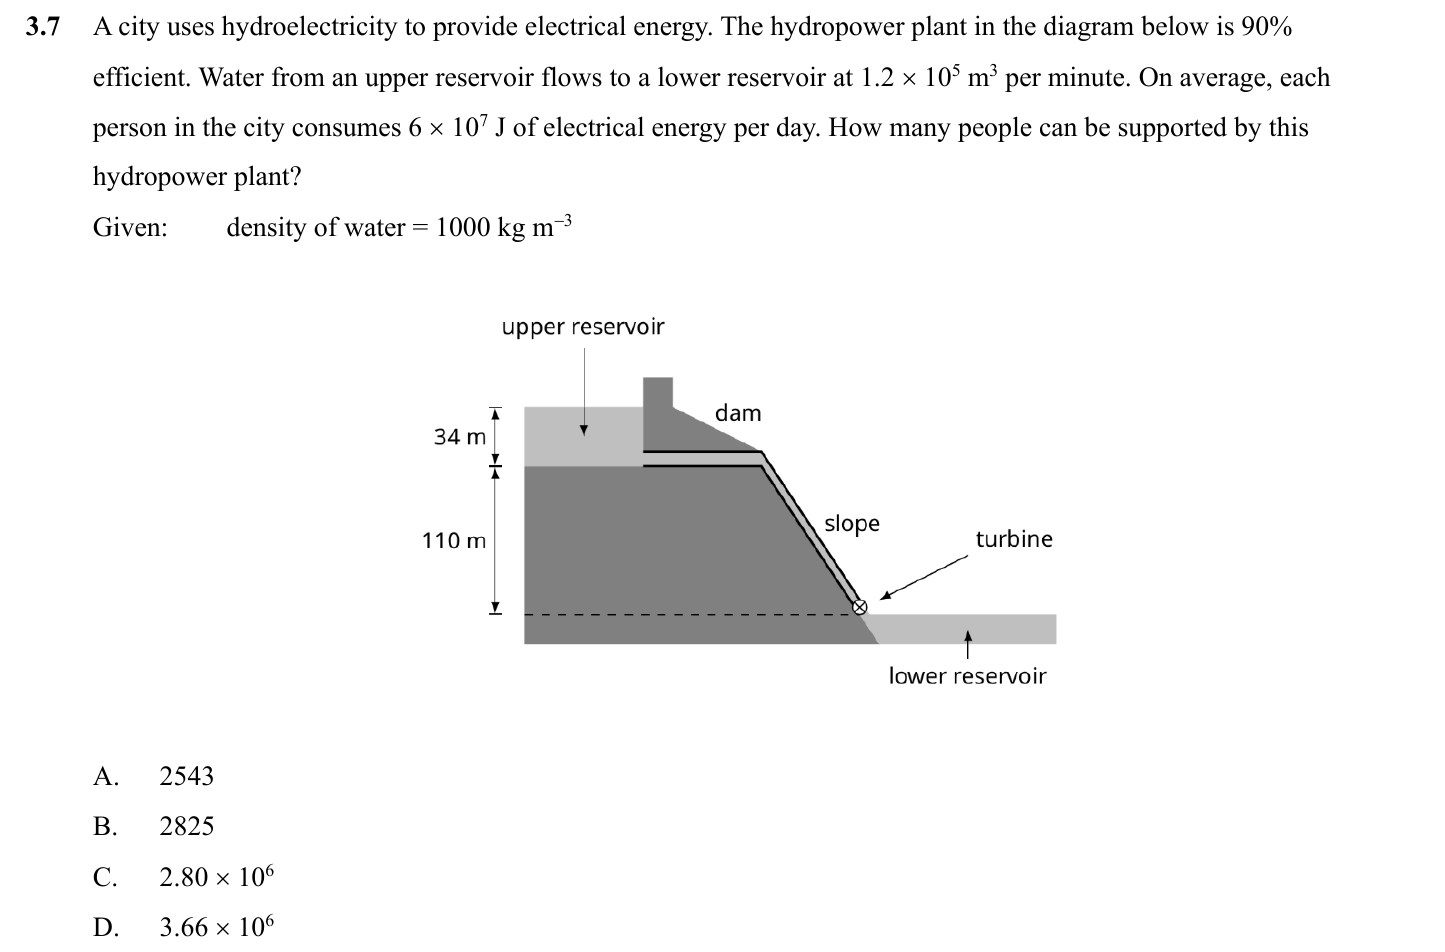 3.7 A city uses hydroelectricity to provide electrical energy. The hydropower plant in the diagram below is 90%
efficient. Water from an upper reservoir flows to a lower reservoir at 1.2 × 10⁵ m³ per minute. On average, each
person in the city consumes 6 × 10⁷ J of electrical energy per day. How many people can be supported by this
hydropower plant?
Given: density of water = 1000 kg m⁻³
upper reservoir
dam
34 m
slope
110 m
turbine
lower reservoir
A. 2543
B. 2825
C. 2.80 × 10⁶
D. 3.66 × 10⁶